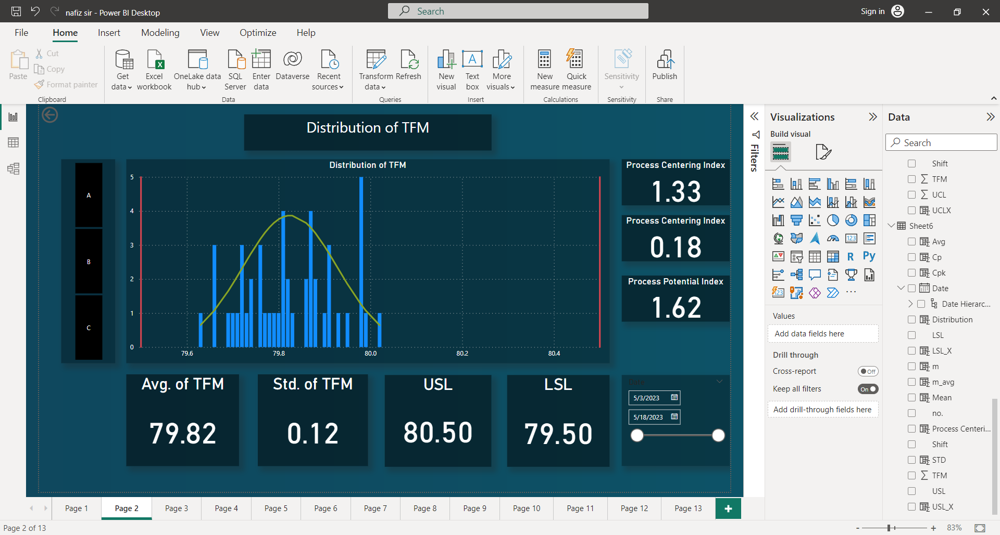 nafiz sir - Power BI Desktop
Search
Sign in
File Home Insert Modeling View Optimize Help
Paste
Cut
Copy
Format painter
Clipboard
Get data
Excel workbook
OneLake data hub
SQL Server
Enter data
Dataverse
Recent sources
Data
Transform data
Refresh
Queries
New visual
Text box
More visuals
Insert
New measure
Quick measure
Calculations
Sensitivity
Sensitivity
Publish
Share
Distribution of TFM
A
B
C
Distribution of TFM
5
4
3
2
1
0
79.6 79.8 80.0 80.2 80.4
Process Centering Index
1.33
Process Centering Index
0.18
Process Potential Index
1.62
Avg. of TFM
79.82
Std. of TFM
0.12
USL
80.50
LSL
79.50
Date
5/3/2023
5/18/2023
Filters
Visualizations
Build visual
123
R
Py
123
Values
Add data fields here
Drill through
Cross-report
Off
Keep all filters
On
Add drill-through fields here
Data
Search
Shift
TFM
UCL
UCLX
Sheet6
Avg
Cp
Cpk
Date
Date Hierarc...
Distribution
LSL
LSL_X
m
m_avg
Mean
no.
Process Centeri...
Shift
STD
TFM
USL
USL_X
Page 1 Page 2 Page 3 Page 4 Page 5 Page 6 Page 7 Page 8 Page 9 Page 10 Page 11 Page 12 Page 13 +
Page 2 of 13
- + 83%